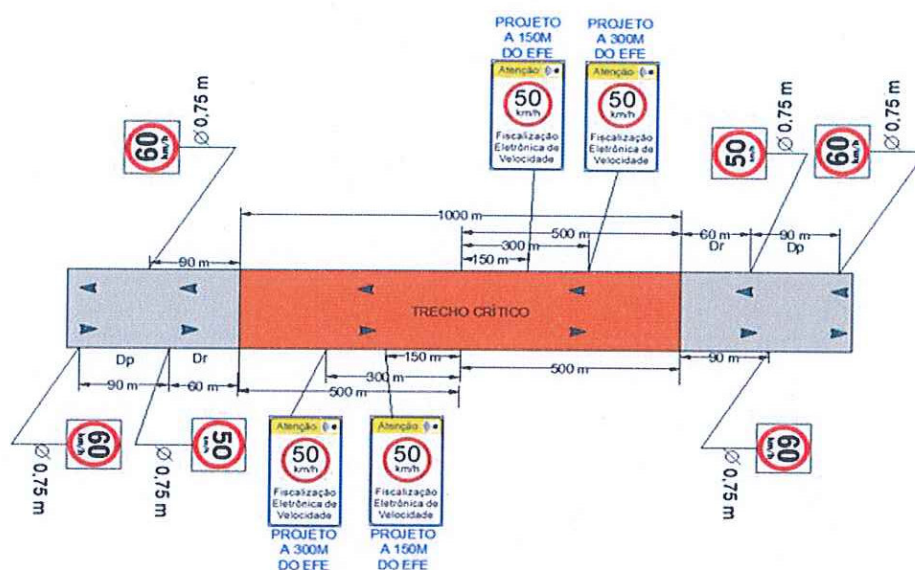 PROJETO
A 150M
DO EFE
PROJETO
A 300M
DO EFE
Atenção
50
km/h
Fiscalização
Eletrônica de
Velocidade
Atenção
50
km/h
Fiscalização
Eletrônica de
Velocidade
60
km/h
Ø 0,75 m
50
km/h
Ø 0,75 m
60
km/h
Ø 0,75 m
1000 m
500 m
60 m
90 m
300 m
Dr
Dp
150 m
90 m
TRECHO CRÍTICO
Dp
Dr
150 m
90 m
90 m
60 m
300 m
500 m
500 m
60
km/h
Ø 0,75 m
50
km/h
Ø 0,75 m
Atenção
50
km/h
Fiscalização
Eletrônica de
Velocidade
PROJETO
A 300M
DO EFE
Atenção
50
km/h
Fiscalização
Eletrônica de
Velocidade
PROJETO
A 150M
DO EFE
60
km/h
Ø 0,75 m